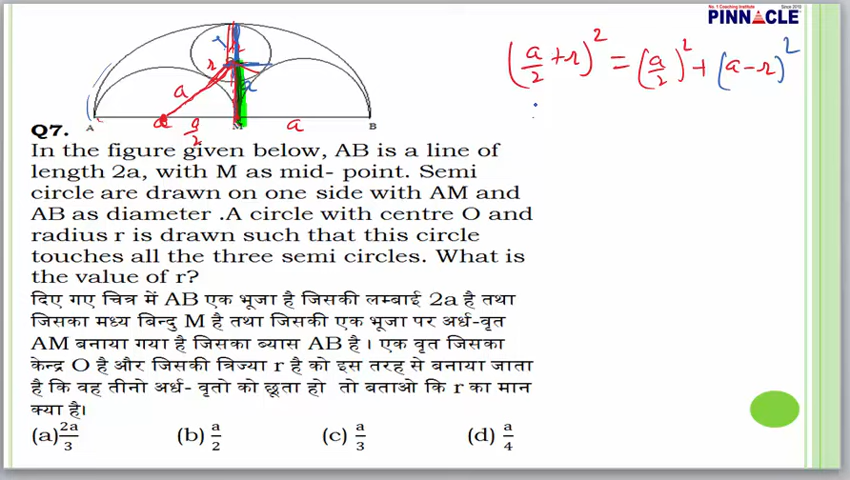 No. 1 Coaching Institute Since 2010
PINNACLE
(a/2 + r)² = (a/2)² + (a - r)²
r
r
a
a
a/2
a
A M B
Q7.
In the figure given below, AB is a line of
length 2a, with M as mid- point. Semi
circle are drawn on one side with AM and
AB as diameter .A circle with centre O and
radius r is drawn such that this circle
touches all the three semi circles. What is
the value of r?
दिए गए चित्र में AB एक भूजा है जिसकी लम्बाई 2a है तथा
जिसका मध्य बिन्दु M है तथा जिसकी एक भूजा पर अर्ध-वृत
AM बनाया गया है जिसका ब्यास AB है। एक वृत जिसका
केन्द्र O है और जिसकी त्रिज्या r है को इस तरह से बनाया जाता
है कि वह तीनो अर्ध- वृतो को छूता हो तो बताओ कि r का मान
क्या है।
(a) 2a/3 (b) a/2 (c) a/3 (d) a/4